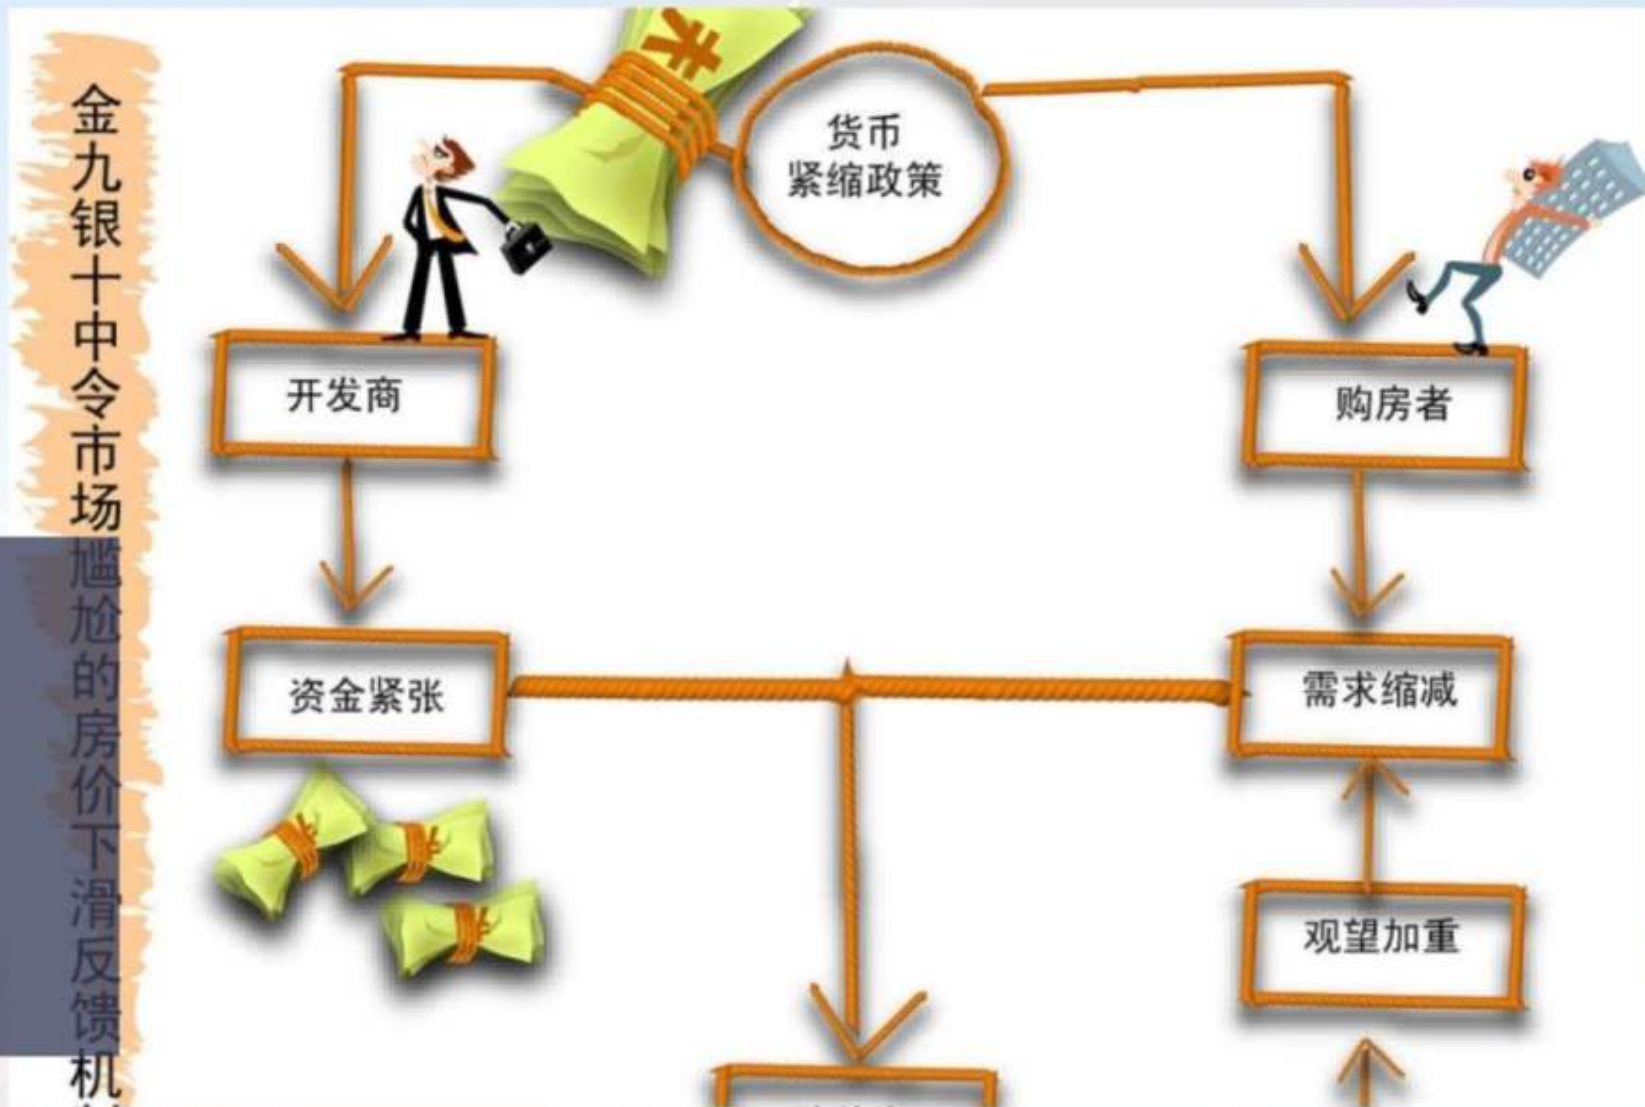 金九银十中令市场尴尬的房价下滑反馈机
货币
紧缩政策
开发商
购房者
资金紧张
需求缩减
观望加重